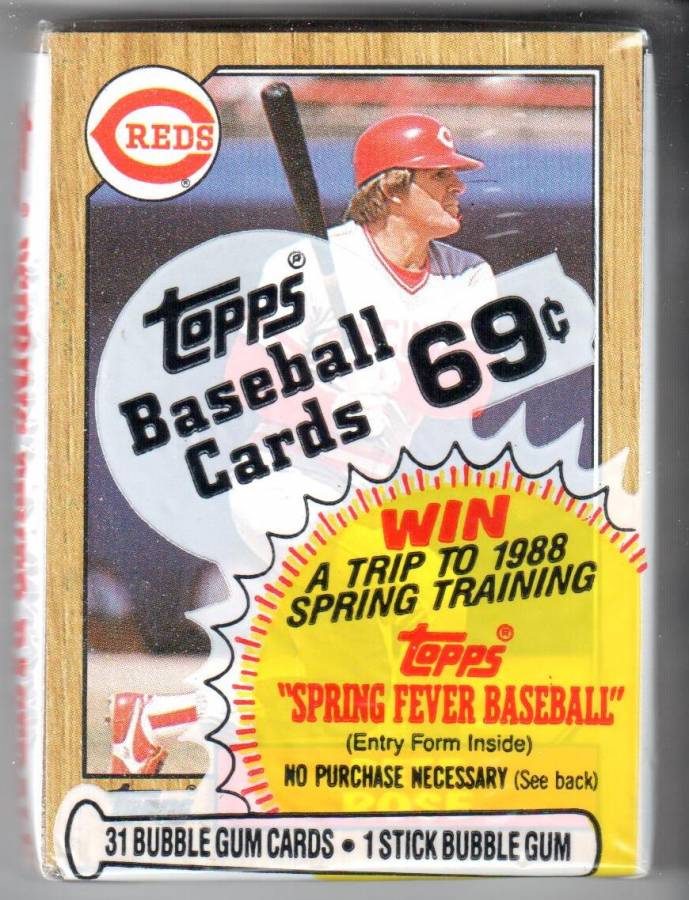 REDS
®
topps®
Baseball
Cards
69¢
WIN
A TRIP TO 1988
SPRING TRAINING
topps®
"SPRING FEVER BASEBALL"
(Entry Form Inside)
NO PURCHASE NECESSARY (See back)
ROSE
31 BUBBLE GUM CARDS • 1 STICK BUBBLE GUM